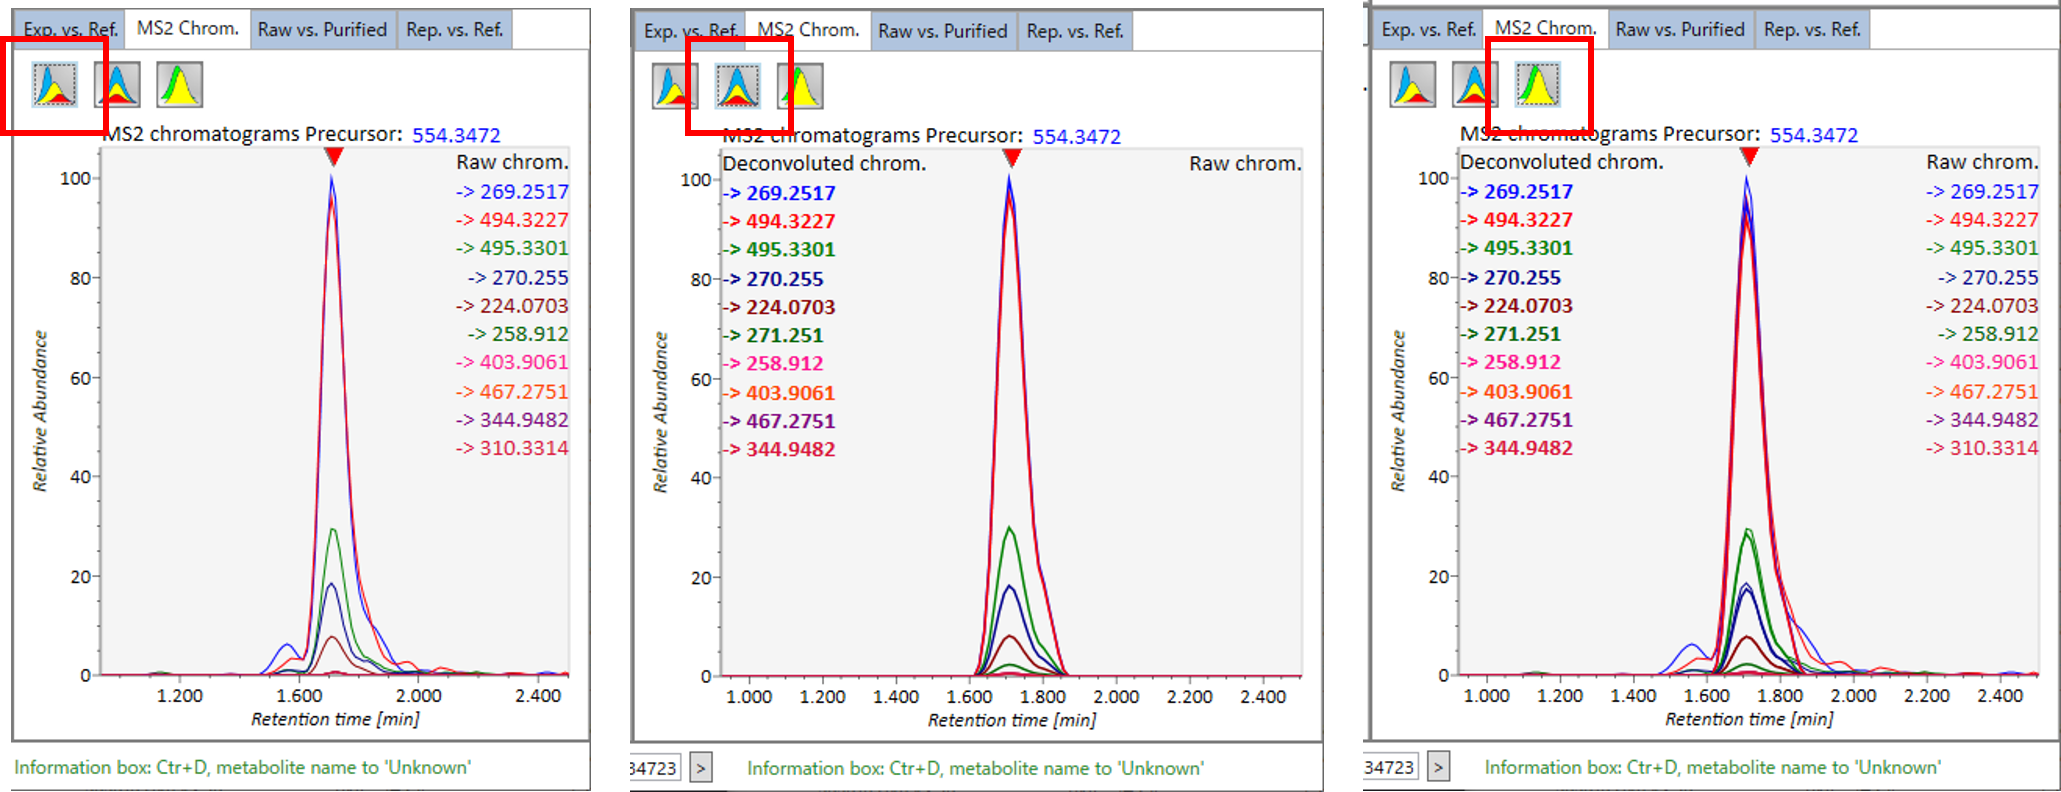 Exp. vs. Ref. MS2 Chrom. Raw vs. Purified Rep. vs. Ref.
MS2 chromatograms Precursor: 554.3472
Raw chrom.
-> 269.2517
-> 494.3227
-> 495.3301
-> 270.255
-> 224.0703
-> 258.912
-> 403.9061
-> 467.2751
-> 344.9482
-> 310.3314
Relative Abundance
100
80
60
40
20
0
1.200 1.600 2.000 2.400
Retention time [min]
Information box: Ctr+D, metabolite name to 'Unknown'
Exp. vs. Ref. MS2 Chrom. Raw vs. Purified Rep. vs. Ref.
MS2 chromatograms Precursor: 554.3472
Deconvoluted chrom. Raw chrom.
-> 269.2517
-> 494.3227
-> 495.3301
-> 270.255
-> 224.0703
-> 271.251
-> 258.912
-> 403.9061
-> 467.2751
-> 344.9482
Relative Abundance
100
80
60
40
20
0
1.000 1.200 1.400 1.600 1.800 2.000 2.200 2.400
Retention time [min]
34723 > Information box: Ctr+D, metabolite name to 'Unknown'
Exp. vs. Ref. MS2 Chrom. Raw vs. Purified Rep. vs. Ref.
MS2 chromatograms Precursor: 554.3472
Deconvoluted chrom. Raw chrom.
-> 269.2517 -> 269.2517
-> 494.3227 -> 494.3227
-> 495.3301 -> 495.3301
-> 270.255 -> 270.255
-> 224.0703 -> 224.0703
-> 271.251 -> 258.912
-> 258.912 -> 403.9061
-> 403.9061 -> 467.2751
-> 467.2751 -> 344.9482
-> 344.9482 -> 310.3314
Relative Abundance
100
80
60
40
20
0
1.000 1.200 1.400 1.600 1.800 2.000 2.200 2.400
Retention time [min]
34723 > Information box: Ctr+D, metabolite name to 'Unknown'